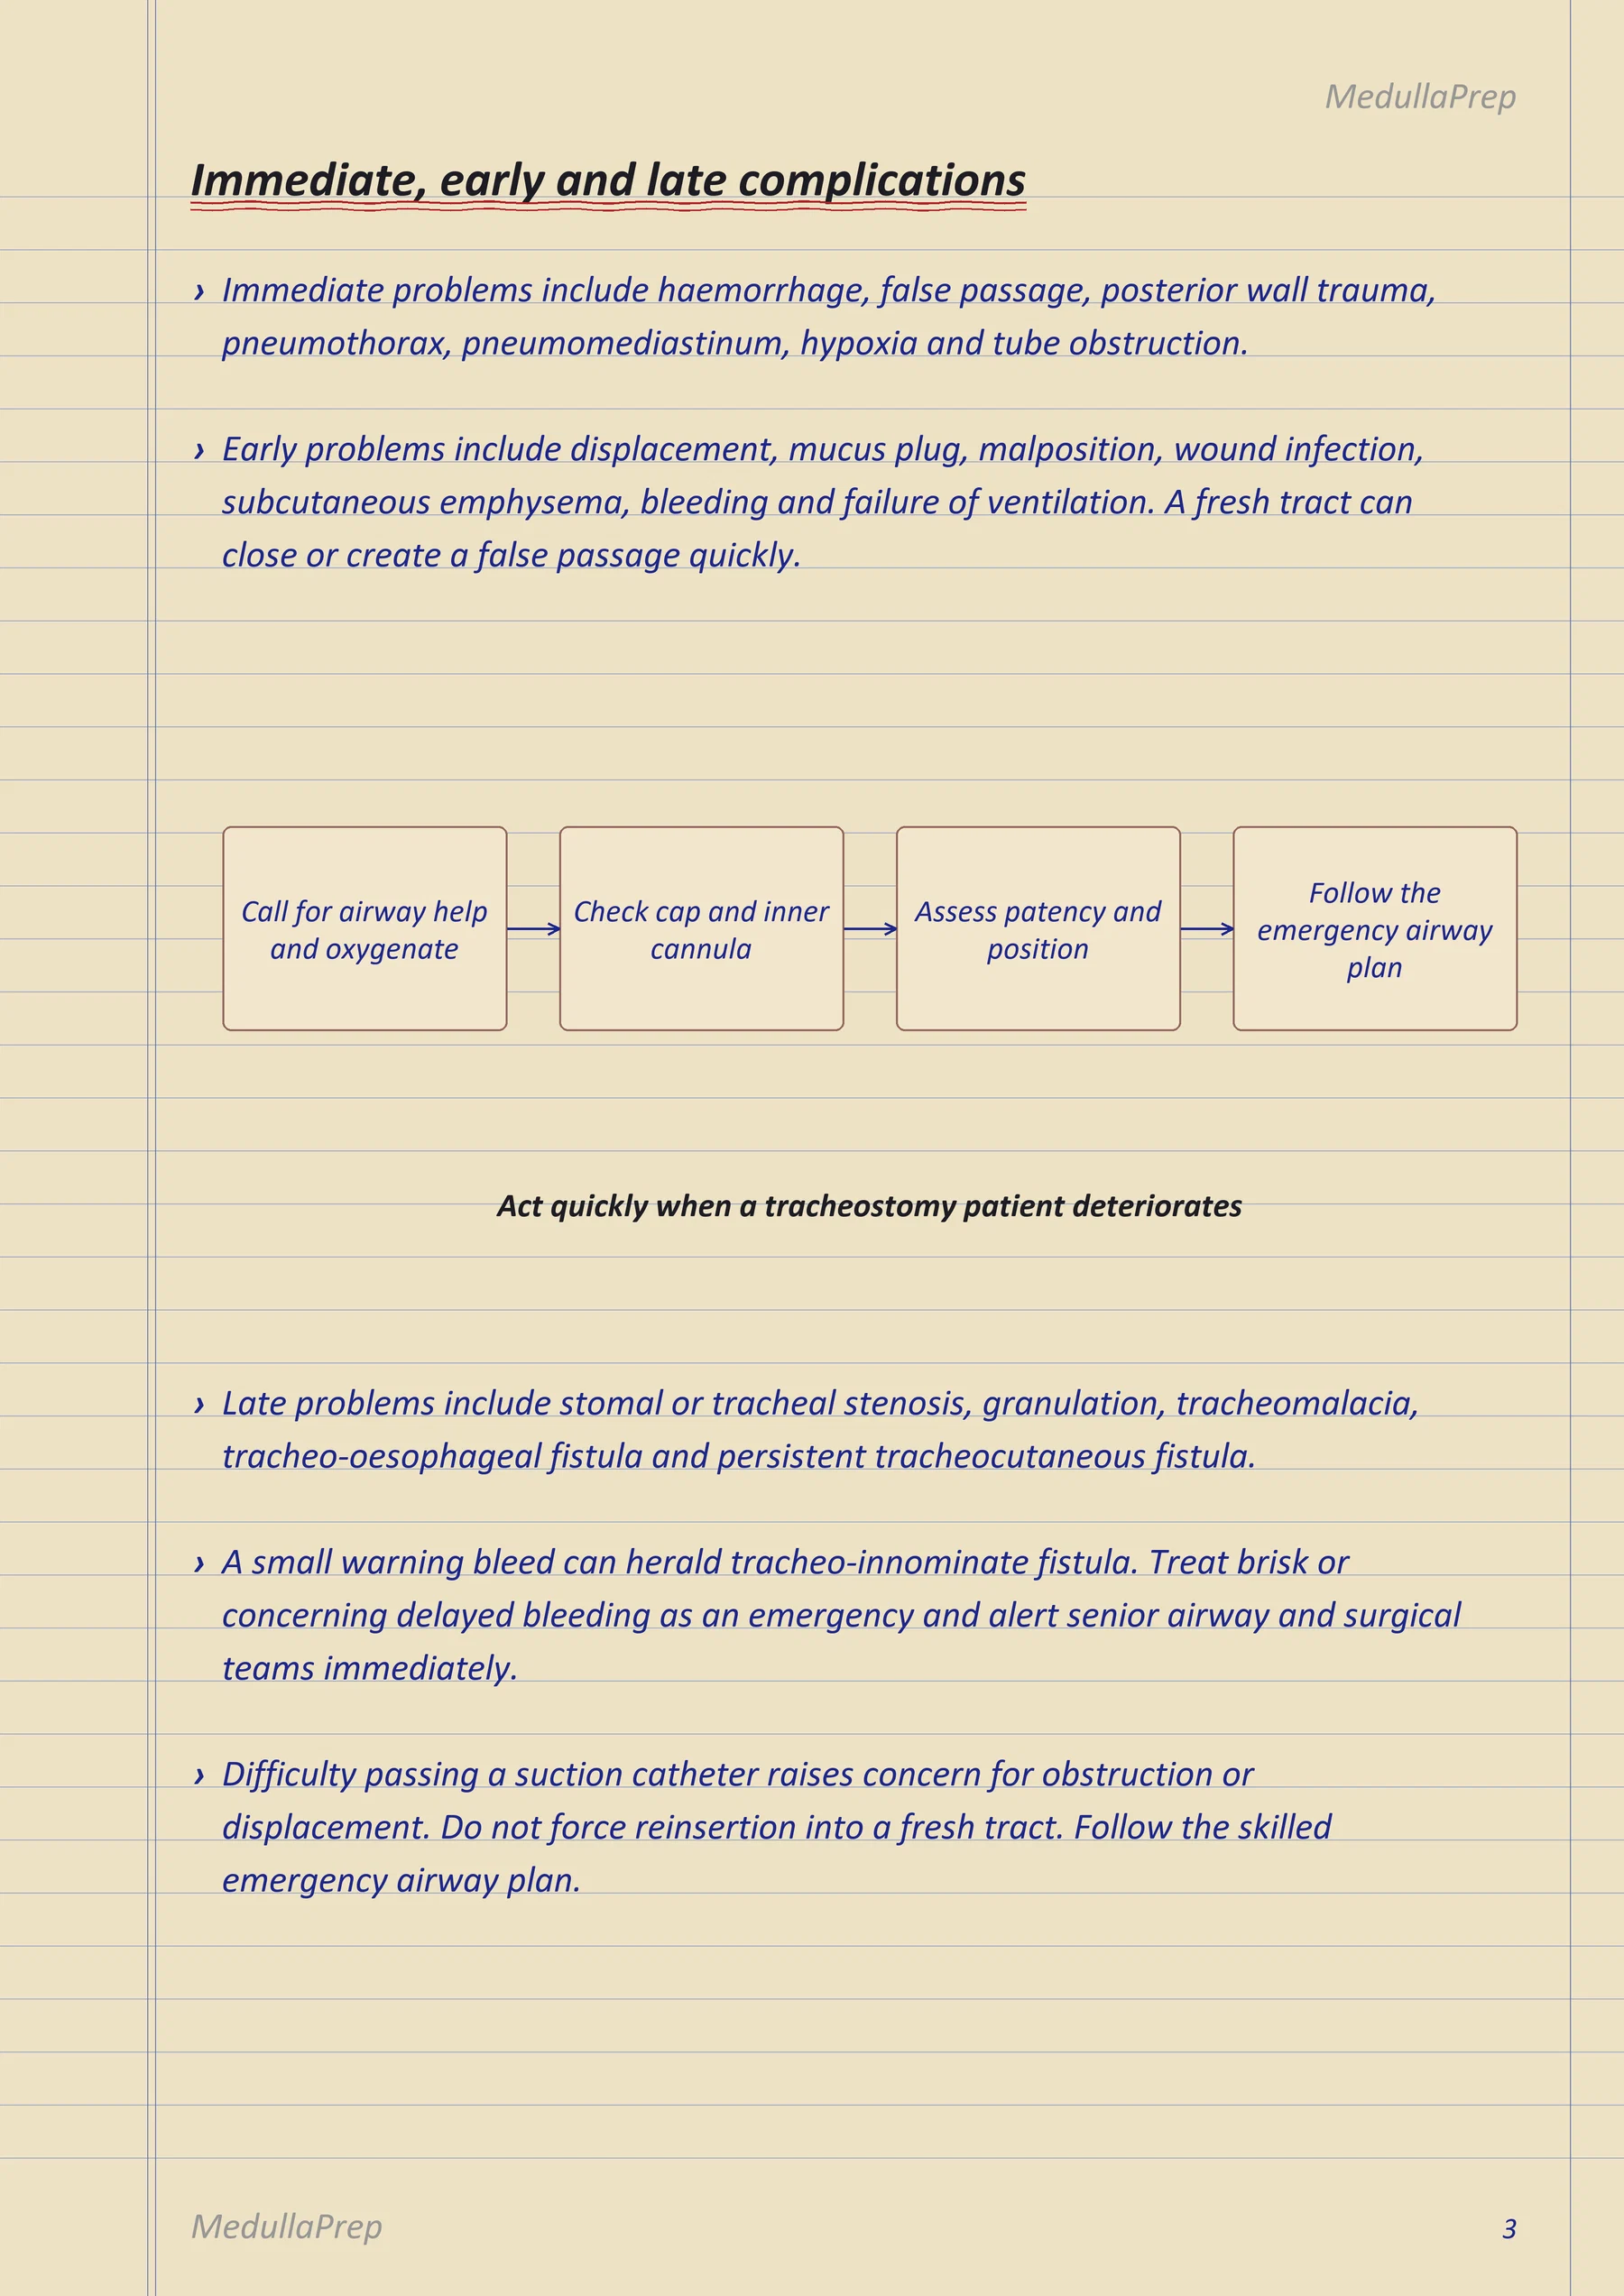 MedullaPrep
Immediate, early and late complications
› Immediate problems include haemorrhage, false passage, posterior wall trauma,
pneumothorax, pneumomediastinum, hypoxia and tube obstruction.
› Early problems include displacement, mucus plug, malposition, wound infection,
subcutaneous emphysema, bleeding and failure of ventilation. A fresh tract can
close or create a false passage quickly.
Call for airway help
and oxygenate
Check cap and inner
cannula
Assess patency and
position
Follow the
emergency airway
plan
Act quickly when a tracheostomy patient deteriorates
› Late problems include stomal or tracheal stenosis, granulation, tracheomalacia,
tracheo-oesophageal fistula and persistent tracheocutaneous fistula.
› A small warning bleed can herald tracheo-innominate fistula. Treat brisk or
concerning delayed bleeding as an emergency and alert senior airway and surgical
teams immediately.
› Difficulty passing a suction catheter raises concern for obstruction or
displacement. Do not force reinsertion into a fresh tract. Follow the skilled
emergency airway plan.
MedullaPrep
3